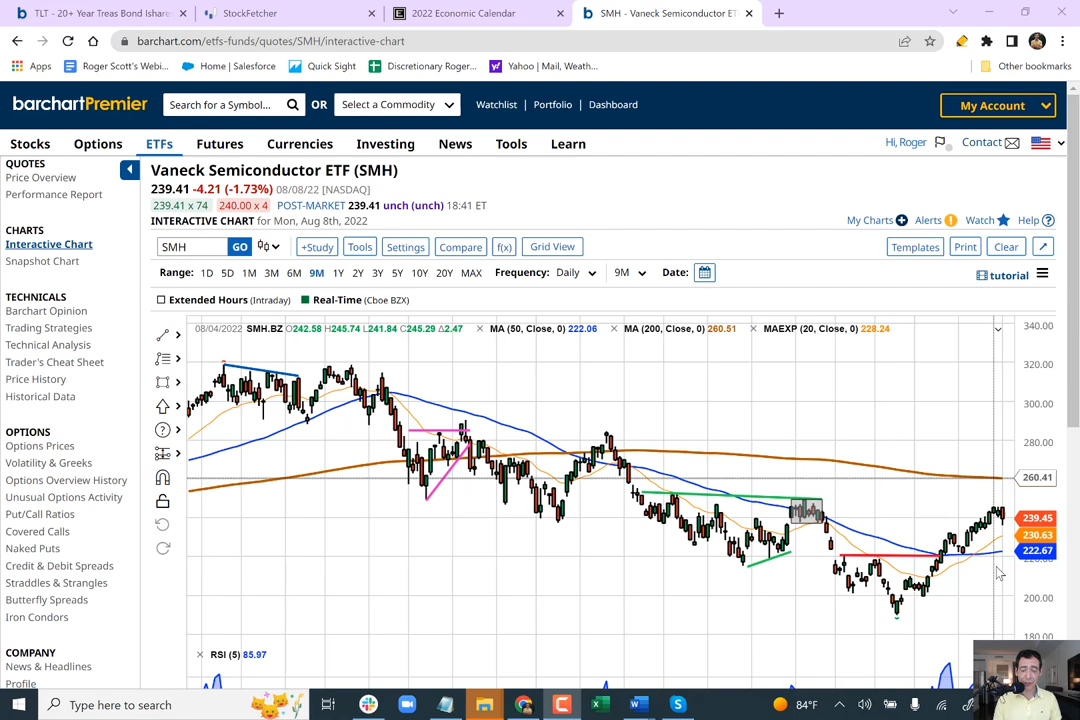 TLT - 20+ Year Treas Bond Ishare
StockFetcher
2022 Economic Calendar
SMH - Vaneck Semiconductor ET
barchart.com/etfs-funds/quotes/SMH/interactive-chart
Apps
Roger Scott's Webi...
Home | Salesforce
Quick Sight
Discretionary Roger...
Yahoo | Mail, Weath...
Other bookmarks
barchartPremier
Search for a Symbol...
OR
Select a Commodity
Watchlist | Portfolio | Dashboard
My Account
Stocks
Options
ETFs
Futures
Currencies
Investing
News
Tools
Learn
Hi, Roger
Contact
QUOTES
Price Overview
Performance Report
CHARTS
Interactive Chart
Snapshot Chart
TECHNICALS
Barchart Opinion
Trading Strategies
Technical Analysis
Trader's Cheat Sheet
Price History
Historical Data
OPTIONS
Options Prices
Volatility & Greeks
Options Overview History
Unusual Options Activity
Put/Call Ratios
Covered Calls
Naked Puts
Credit & Debit Spreads
Straddles & Strangles
Butterfly Spreads
Iron Condors
COMPANY
News & Headlines
Profile
Vaneck Semiconductor ETF (SMH)
239.41 -4.21 (-1.73%) 08/08/22 [NASDAQ]
239.41 x 74 240.00 x 4 POST-MARKET 239.41 unch (unch) 18:41 ET
INTERACTIVE CHART for Mon, Aug 8th, 2022
My Charts
Alerts
Watch
Help
SMH
GO
+Study
Tools
Settings
Compare
f(x)
Grid View
Templates
Print
Clear
Range: 1D 5D 1M 3M 6M 9M 1Y 2Y 3Y 5Y 10Y 20Y MAX
Frequency: Daily
9M
Date:
tutorial
Extended Hours (Intraday)
Real-Time (Cboe BZX)
08/04/2022 SMH.BZ O242.58 H245.74 L241.84 C245.29 Δ2.47
MA (50, Close, 0) 222.06
MA (200, Close, 0) 260.51
MAEXP (20, Close, 0) 228.24
340.00
320.00
300.00
280.00
260.41
239.45
230.63
222.67
220.00
200.00
180.00
RSI (5) 85.97
Type here to search
84°F